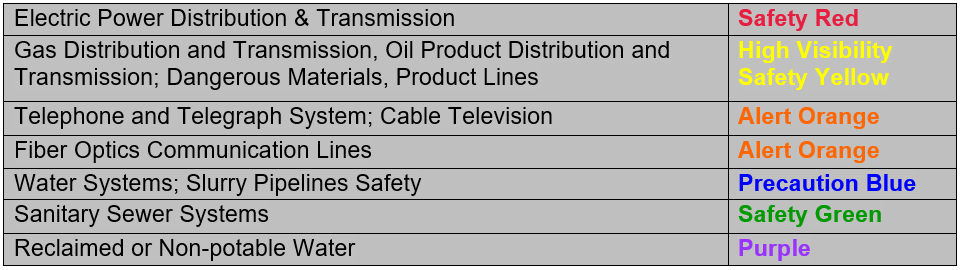 Electric Power Distribution & Transmission Safety Red
Gas Distribution and Transmission, Oil Product Distribution and High Visibility
Transmission; Dangerous Materials, Product Lines Safety Yellow
Telephone and Telegraph System; Cable Television Alert Orange
Fiber Optics Communication Lines Alert Orange
Water Systems; Slurry Pipelines Safety Precaution Blue
Sanitary Sewer Systems Safety Green
Reclaimed or Non-potable Water Purple